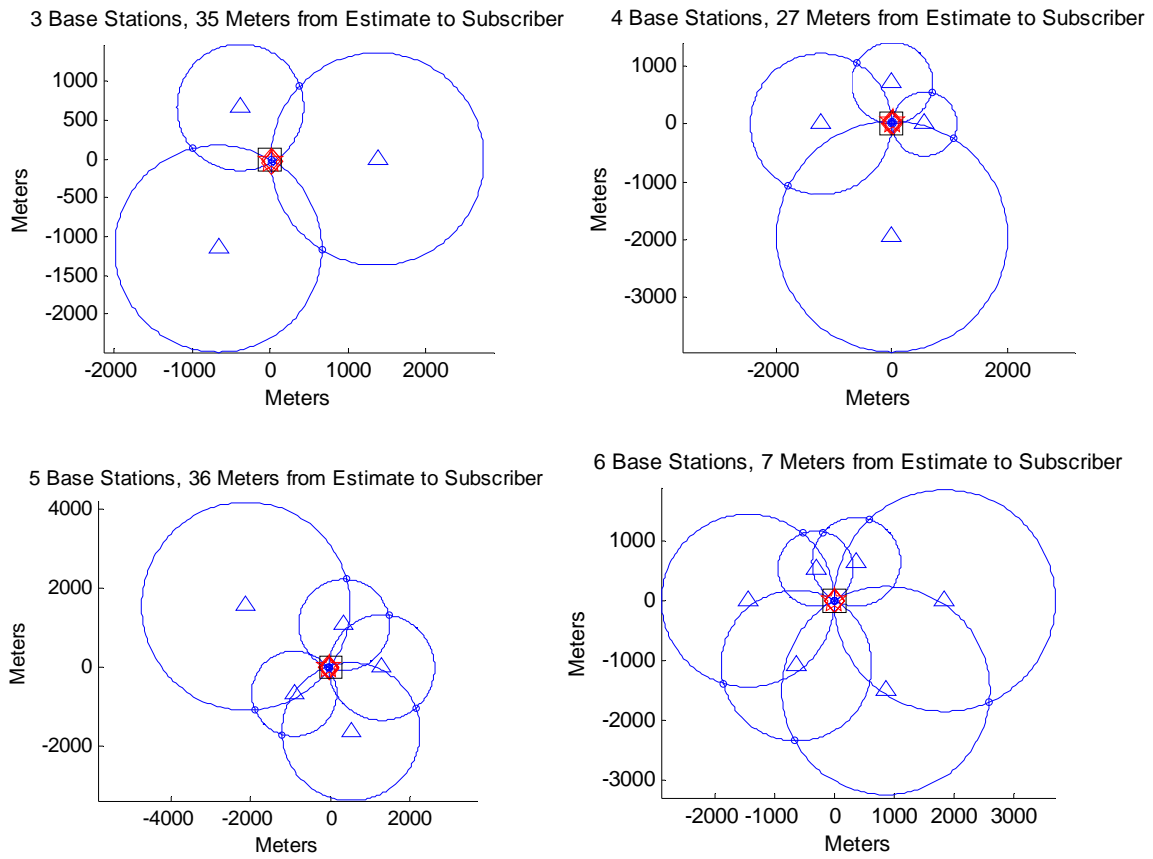 3 Base Stations, 35 Meters from Estimate to Subscriber
1000
500
0
-500
-1000
-1500
-2000
Meters
-2000 -1000 0 1000 2000
Meters
4 Base Stations, 27 Meters from Estimate to Subscriber
1000
0
-1000
-2000
-3000
Meters
-2000 0 2000
Meters
5 Base Stations, 36 Meters from Estimate to Subscriber
4000
2000
0
-2000
Meters
-4000 -2000 0 2000
Meters
6 Base Stations, 7 Meters from Estimate to Subscriber
1000
0
-1000
-2000
-3000
Meters
-2000 -1000 0 1000 2000 3000
Meters